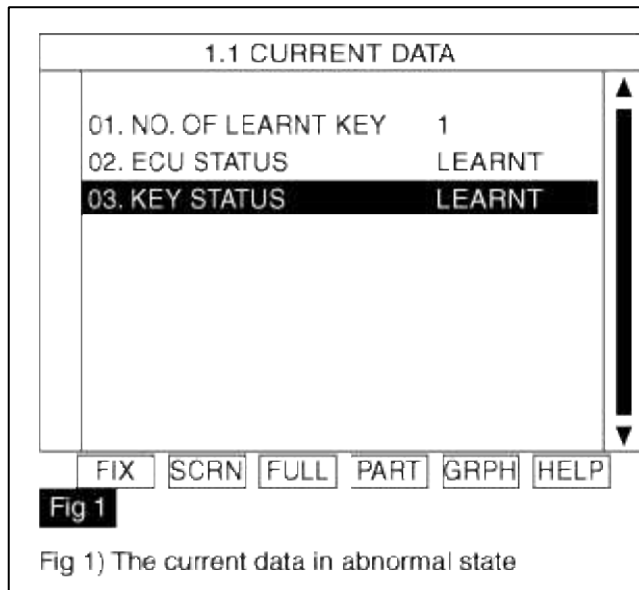 1.1 CURRENT DATA
01. NO. OF LEARNT KEY 1
02. ECU STATUS LEARNT
03. KEY STATUS LEARNT
FIX SCRN FULL PART GRPH HELP
Fig 1
Fig 1) The current data in abnormal state